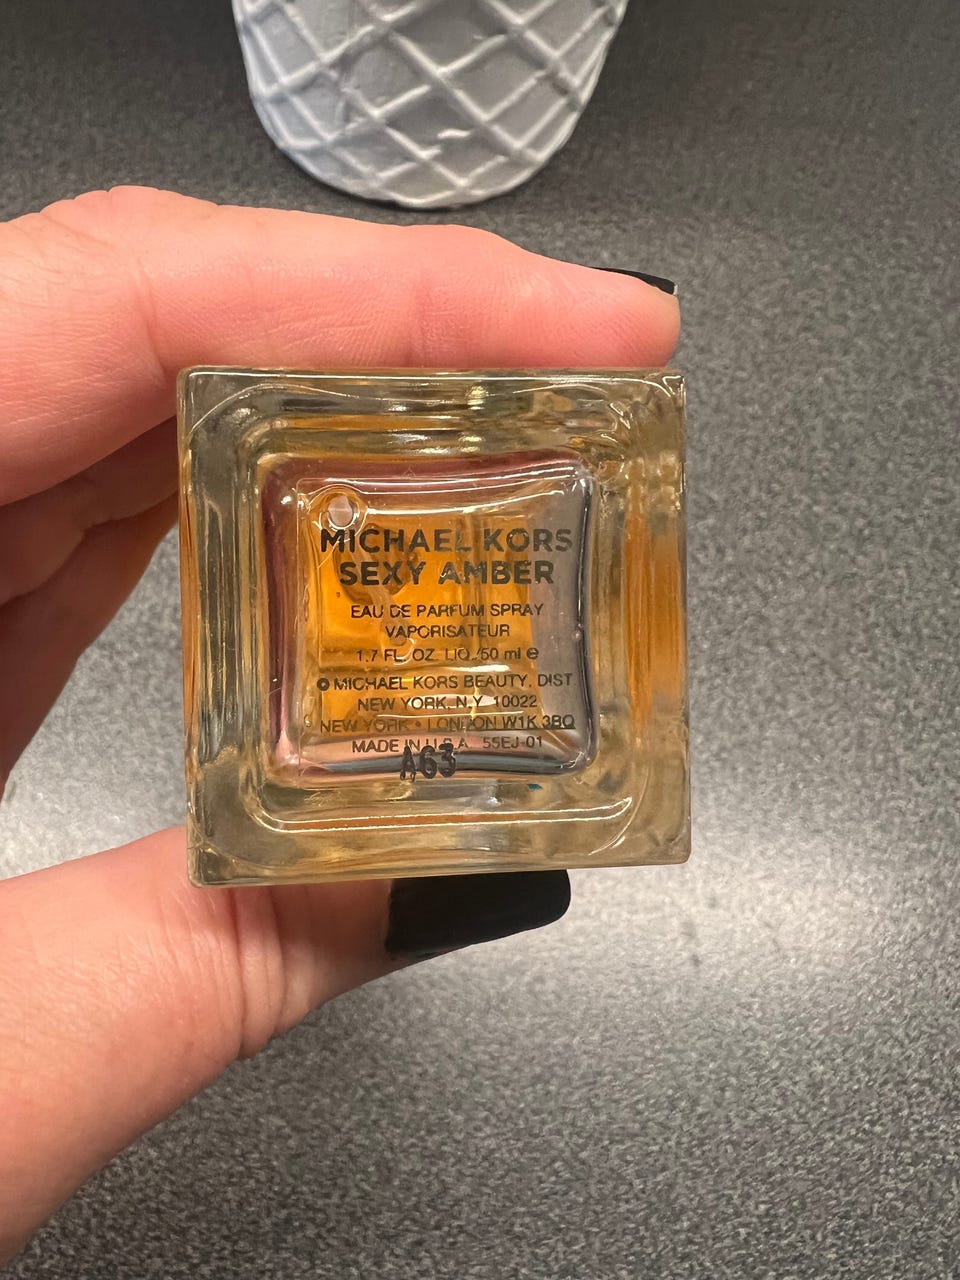 MICHAEL KORS
SEXY AMBER
EAU DE PARFUM SPRAY
VAPORISATEUR
1.7 FL. OZ. LIQ./50 ml e
MICHAEL KORS BEAUTY, DIST
NEW YORK, N.Y. 10022
NEW YORK • LONDON W1K 3BQ
MADE IN U.S.A. 55EJ-01
A63